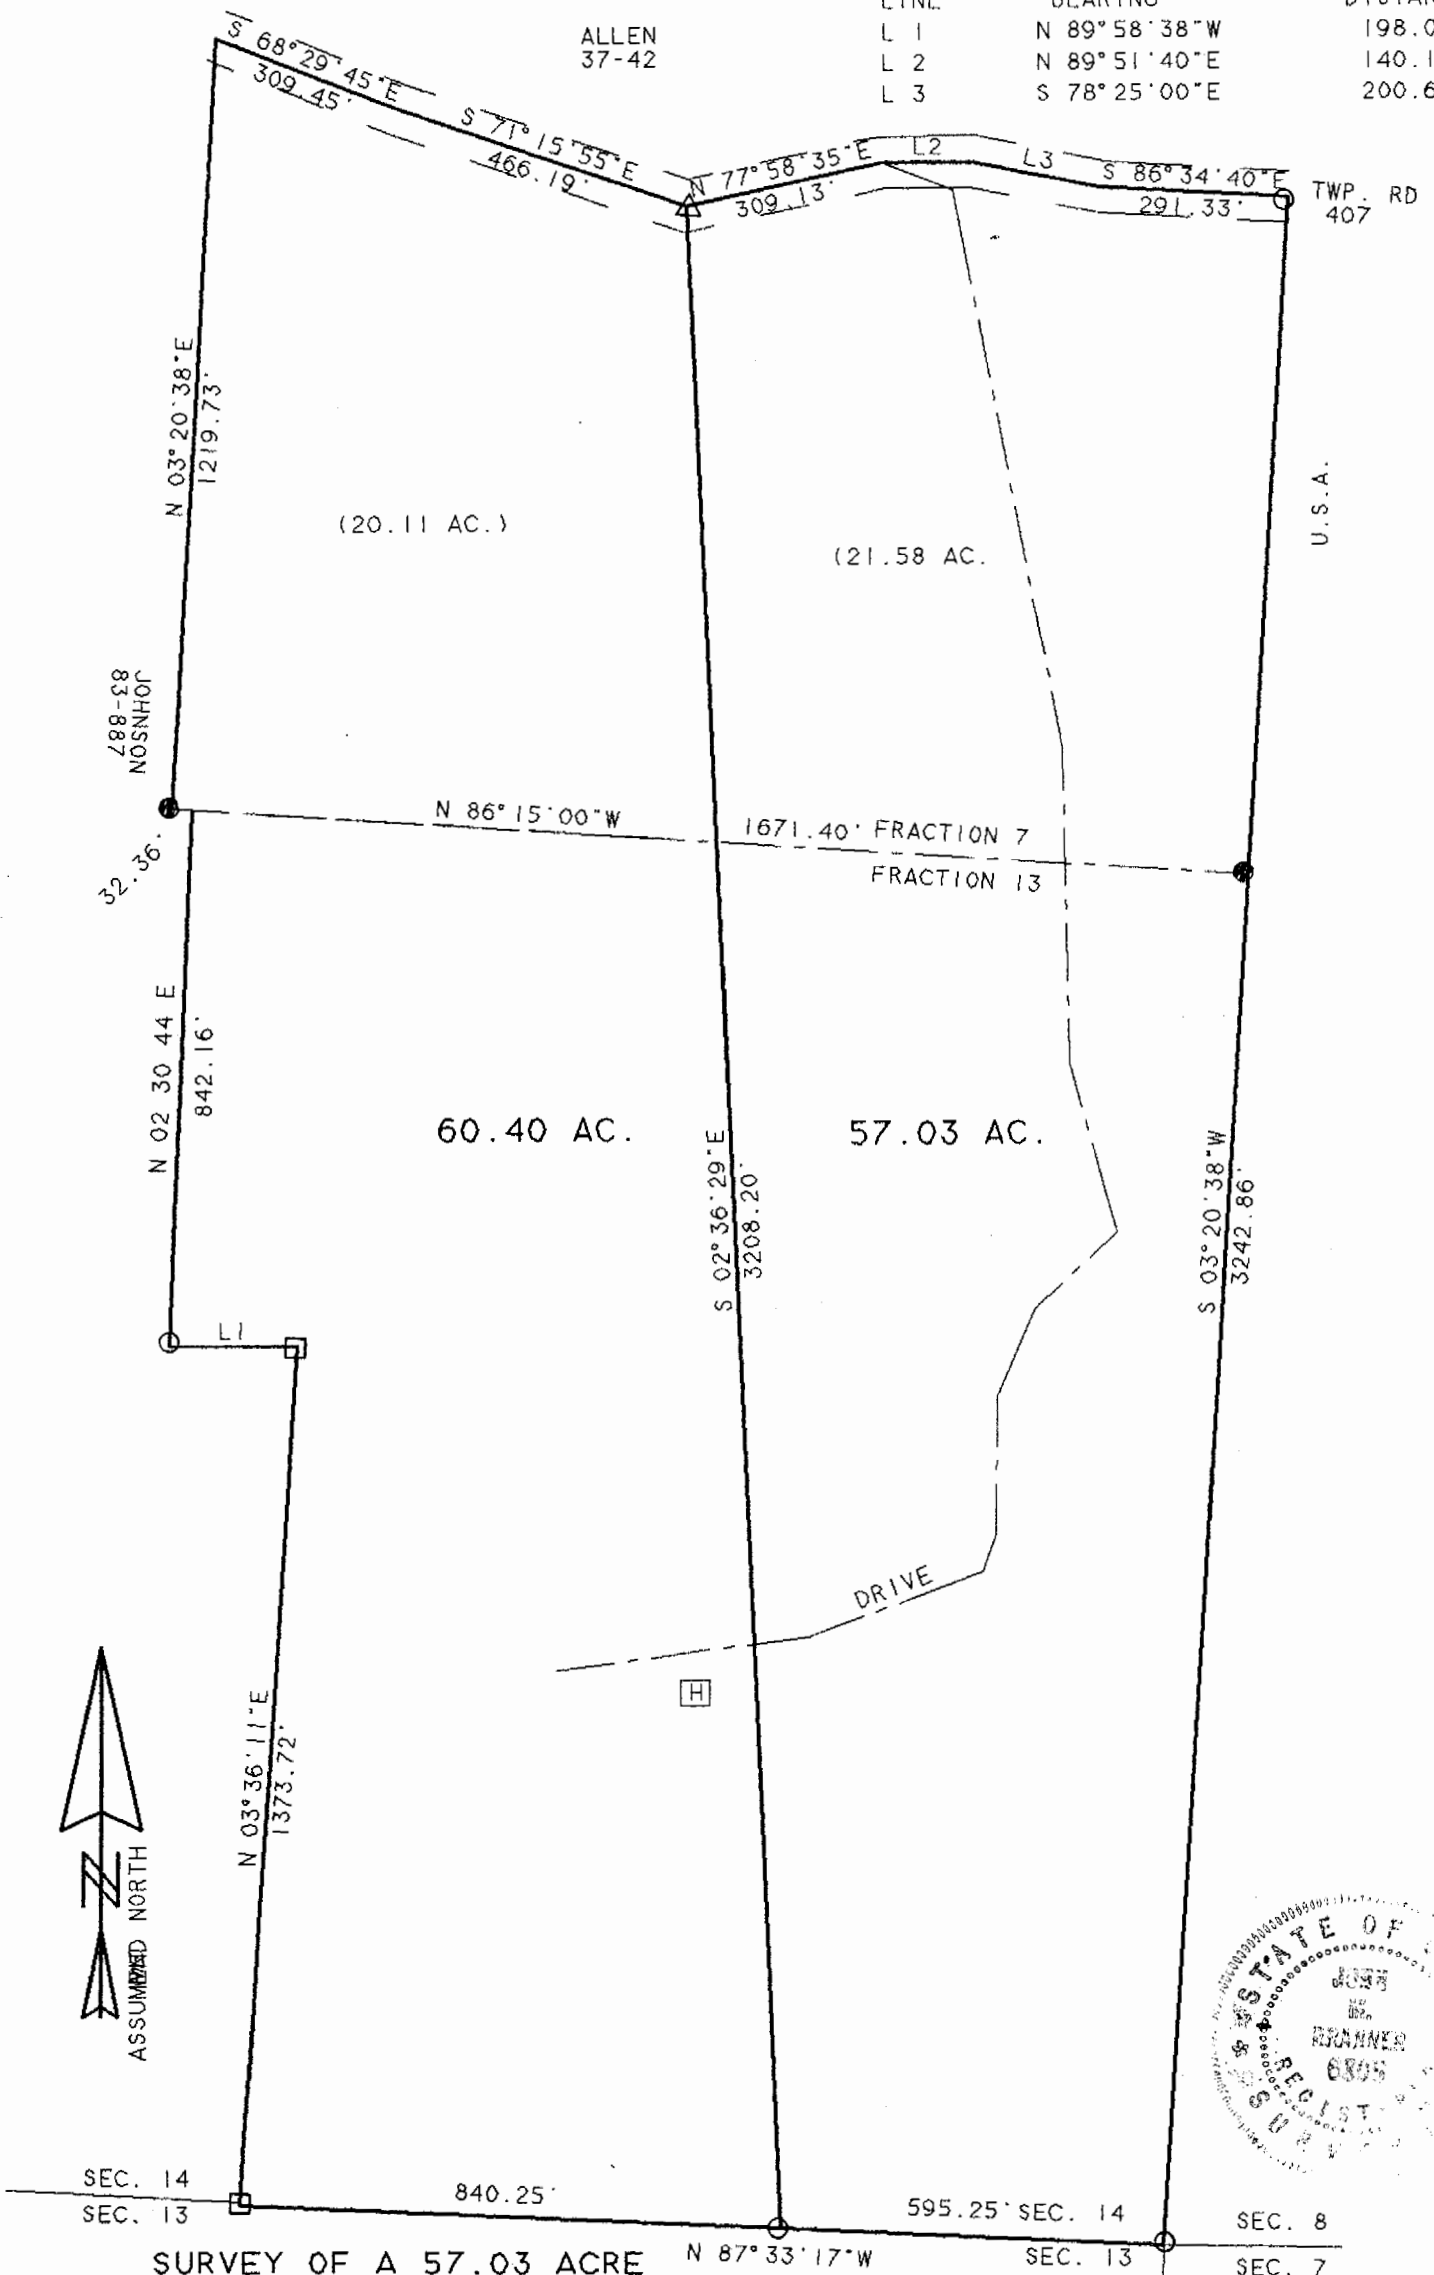 ALLEN
37-42
L 1 N 89°58'38"W 198.0
L 2 N 89°51'40"E 140.1
L 3 S 78°25'00"E 200.6
S 68°29'45"E
309.45'
S 71°15'55"E
466.19'
N 77°58'35"E
309.13'
L2
L3
S 86°34'40"E
291.33'
TWP. RD
407
N 03°20'38"E
1219.73'
(20.11 AC.)
(21.58 AC.
U.S.A.
JOHNSON
83-887
N 86°15'00"W
1671.40' FRACTION 7
FRACTION 13
32.36'
N 02 30 44 E
842.16'
60.40 AC.
57.03 AC.
S 02°36'29"E
3208.20'
S 03°20'38"W
3242.86'
L1
DRIVE
H
N 03°36'11"E
1373.72'
N
NORTH
STATE OF
REGIST
SEC. 14
SEC. 13
840.25'
595.25' SEC. 14
SEC. 8
N 87°33'17"W
SEC. 13
SEC. 7
SURVEY OF A 57.03 ACRE